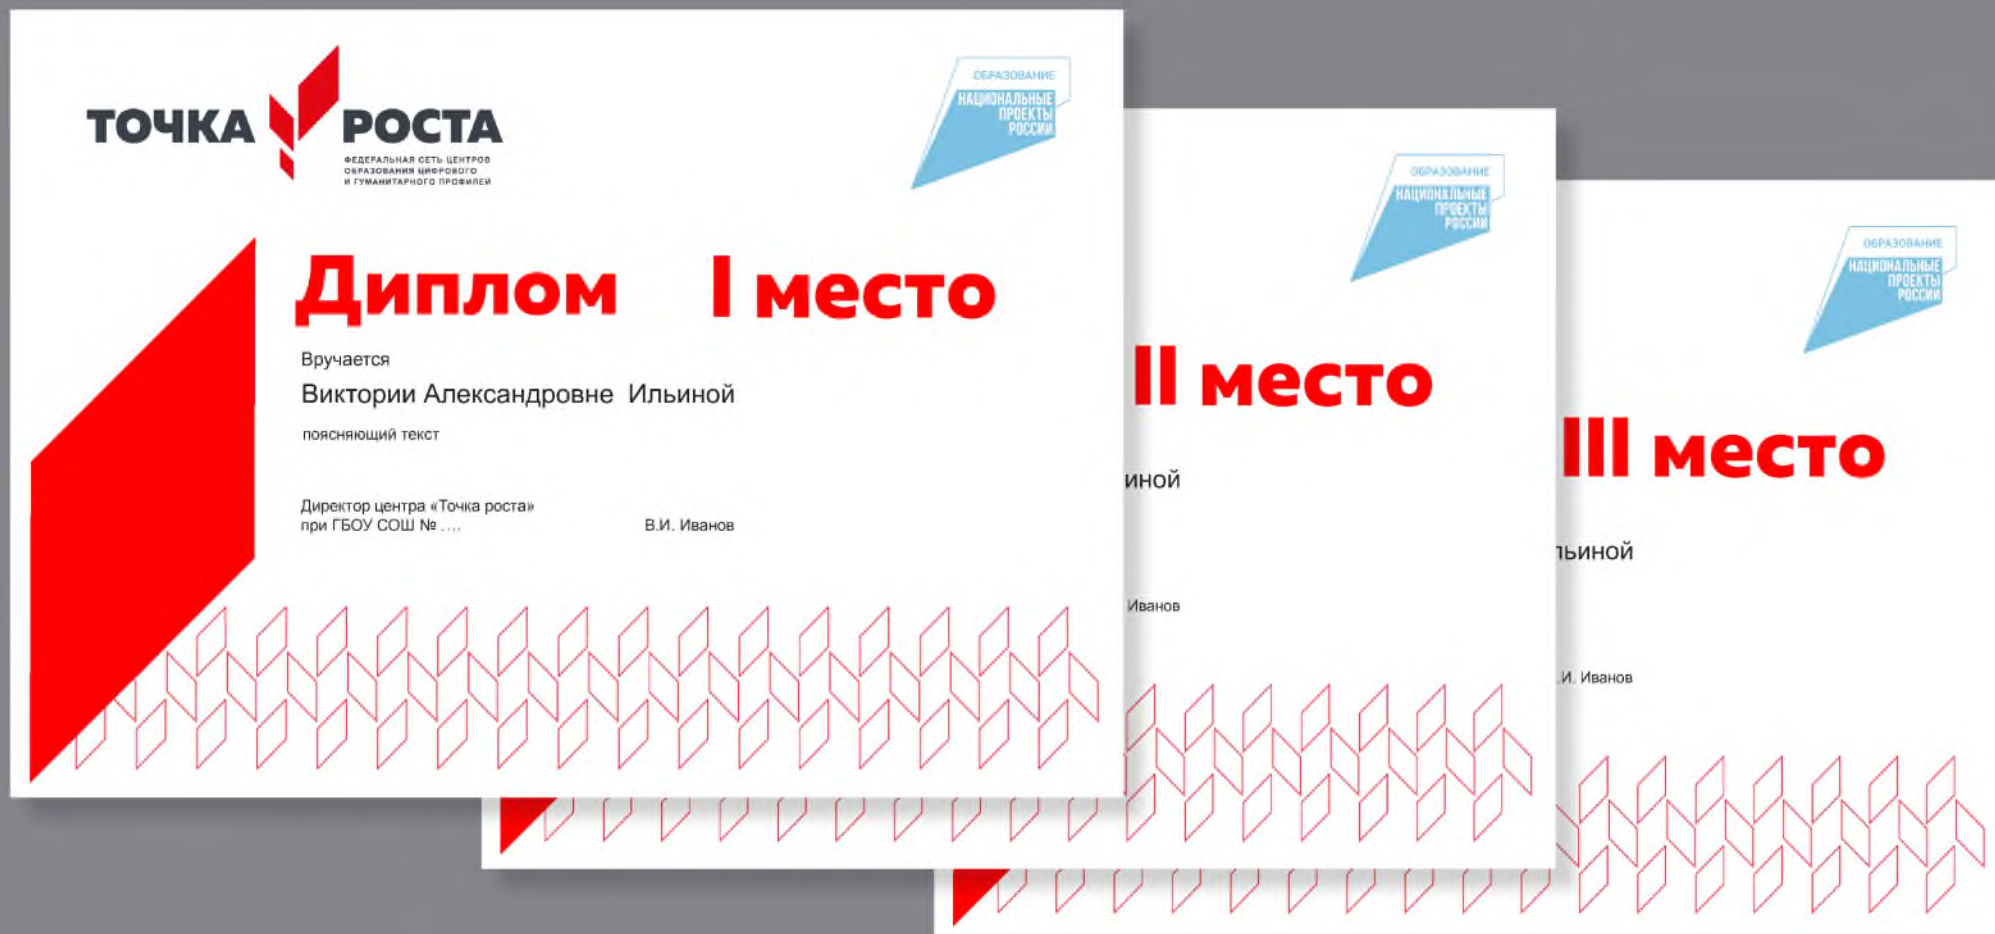 ТОЧКА РОСТА
ФЕДЕРАЛЬНАЯ СЕТЬ ЦЕНТРОВ
ОБРАЗОВАНИЯ ЦИФРОВОГО
И ГУМАНИТАРНОГО ПРОФИЛЕЙ
ОБРАЗОВАНИЕ
НАЦИОНАЛЬНЫЕ
ПРОЕКТЫ
РОССИИ
Диплом I место
Вручается
Виктории Александровне Ильиной
поясняющий текст
Директор центра «Точка роста»
при ГБОУ СОШ № .... В.И. Иванов
ОБРАЗОВАНИЕ
НАЦИОНАЛЬНЫЕ
ПРОЕКТЫ
РОССИИ
II место
иной
Иванов
ОБРАЗОВАНИЕ
НАЦИОНАЛЬНЫЕ
ПРОЕКТЫ
РОССИИ
III место
льиной
.И. Иванов